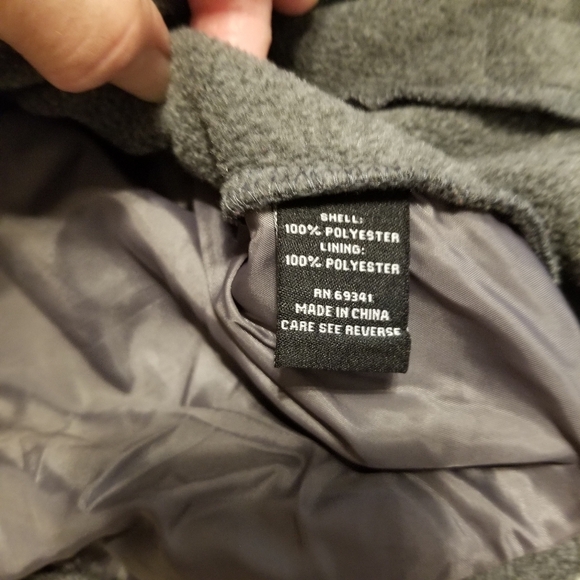 SHELL:
100% POLYESTER
LINING:
100% POLYESTER
RN 69341
MADE IN CHINA
CARE SEE REVERSE